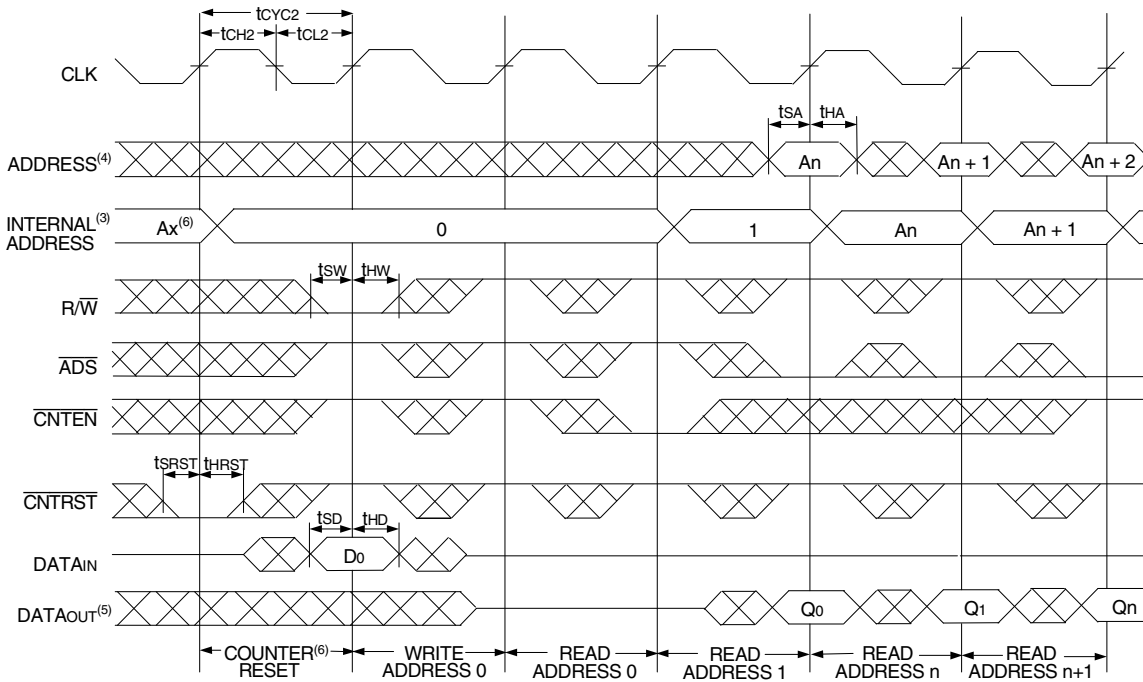 tCYC2
tCH2 tCL2
CLK
tSA tHA
ADDRESS(4) An An + 1 An + 2
INTERNAL(3) ADDRESS Ax(6) 0 1 An An + 1
tSW tHW
R/W
ADS
CNTEN
tSRST tHRST
CNTRST
tSD tHD
DATAIN D0
DATAOUT(5) Q0 Q1 Qn
COUNTER(6) RESET WRITE ADDRESS 0 READ ADDRESS 0 READ ADDRESS 1 READ ADDRESS n READ ADDRESS n+1